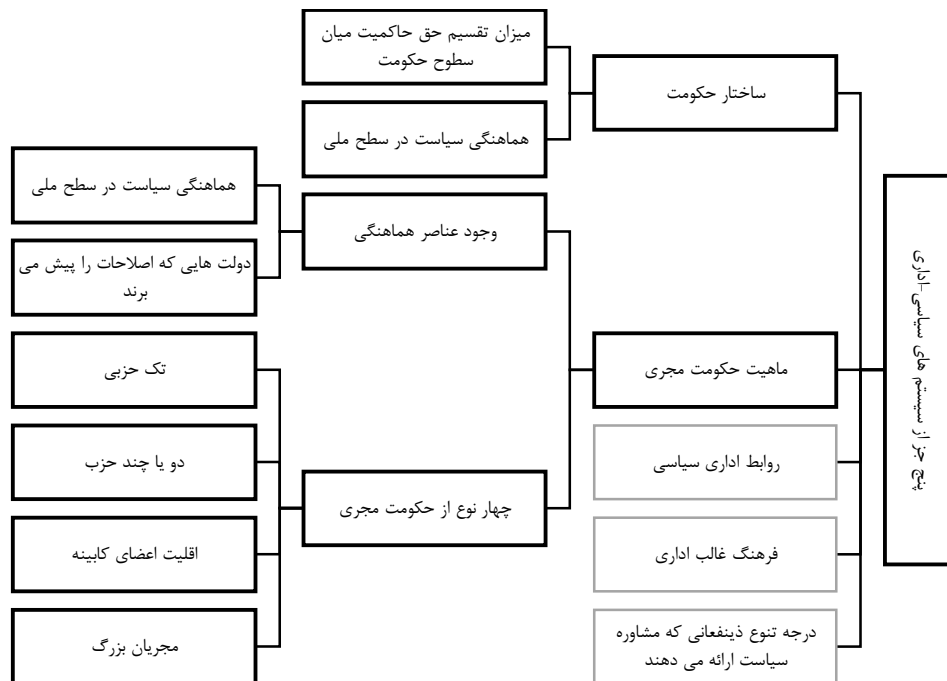 پنج جز از سیستم های سیاسی-اداری
ساختار حکومت
میزان تقسیم حق حاکمیت میان
سطوح حکومت
هماهنگی سیاست در سطح ملی
ماهیت حکومت مجری
وجود عناصر هماهنگی
هماهنگی سیاست در سطح ملی
دولت هایی که اصلاحات را پیش می
برند
چهار نوع از حکومت مجری
تک حزبی
دو یا چند حزب
اقلیت اعضای کابینه
مجریان بزرگ
روابط اداری سیاسی
فرهنگ غالب اداری
درجه تنوع ذینفعانی که مشاوره
سیاست ارائه می دهند